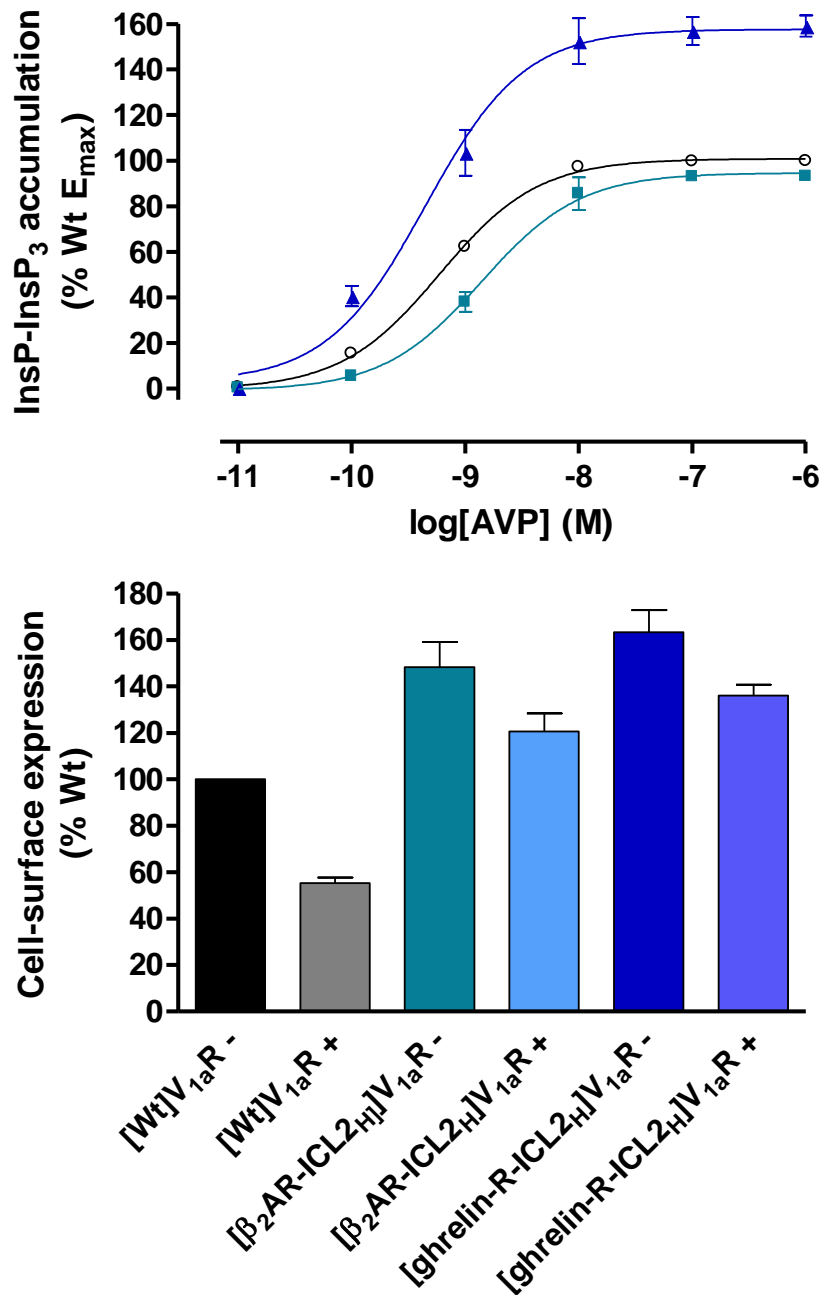 InsP-InsP3 accumulation
(% Wt Emax)
160
140
120
100
80
60
40
20
0
-11 -10 -9 -8 -7 -6
log[AVP] (M)
Cell-surface expression
(% Wt)
180
160
140
120
100
80
60
40
20
0
[Wt]V1aR -
[Wt]V1aR +
[β2AR-ICL2H]]V1aR -
[β2AR-ICL2H]V1aR +
[ghrelin-R-ICL2H]V1aR -
[ghrelin-R-ICL2H]V1aR +